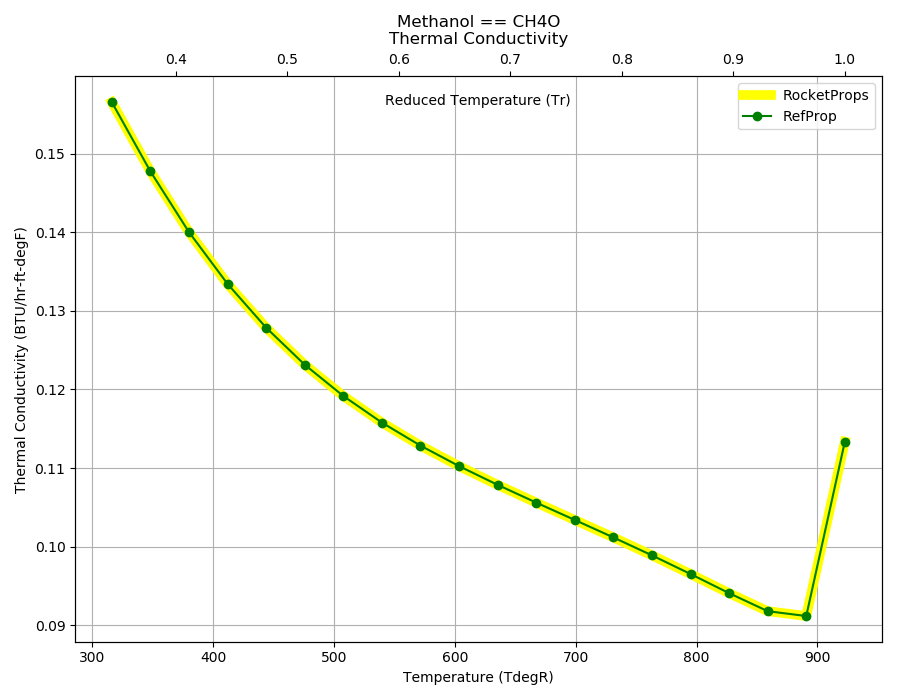 Methanol == CH4O
Thermal Conductivity
0.4 0.5 0.6 0.7 0.8 0.9 1.0
Reduced Temperature (Tr)
RocketProps
RefProp
0.15
0.14
0.13
0.12
0.11
0.10
0.09
Thermal Conductivity (BTU/hr-ft-degF)
300 400 500 600 700 800 900
Temperature (TdegR)